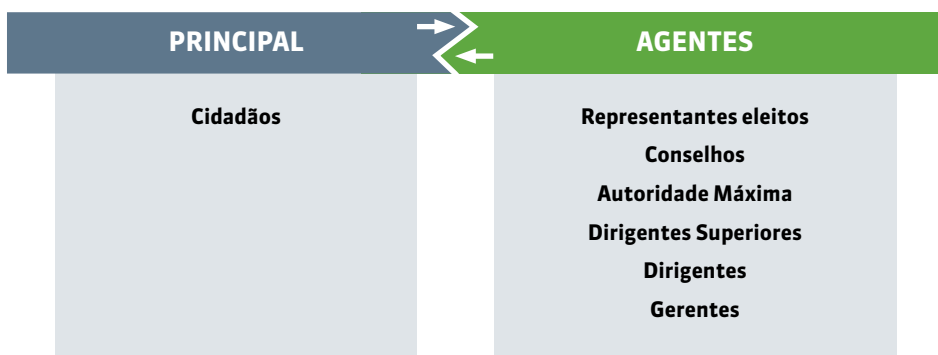 PRINCIPAL
AGENTES
Cidadãos
Representantes eleitos
Conselhos
Autoridade Máxima
Dirigentes Superiores
Dirigentes
Gerentes